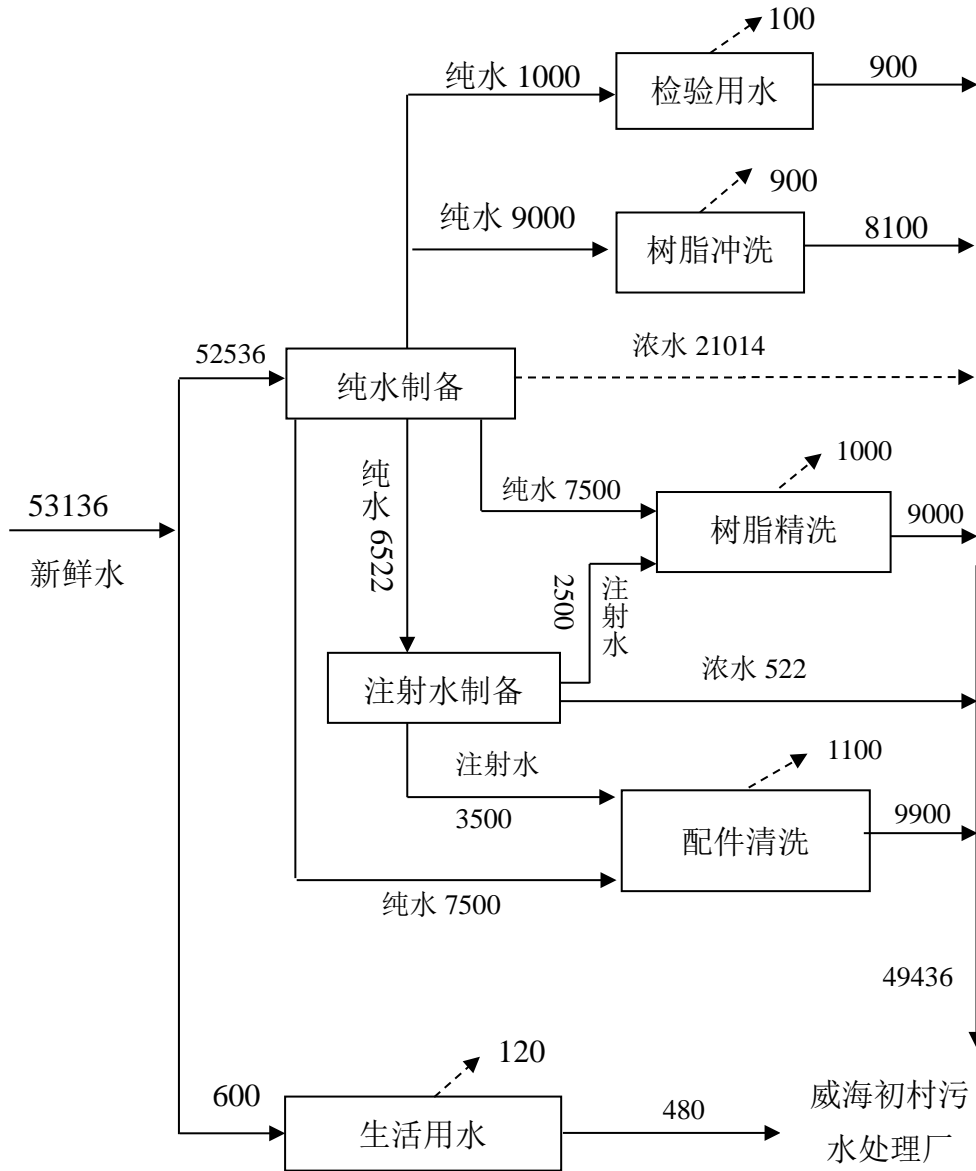 100
纯水 1000
检验用水
900
900
纯水 9000
树脂冲洗
8100
52536
纯水制备
浓水 21014
53136
新鲜水
纯水 6522
纯水 7500
1000
树脂精洗
9000
2500
注射水
注射水制备
浓水 522
注射水
3500
1100
配件清洗
9900
纯水 7500
49436
600
120
生活用水
480
威海初村污
水处理厂